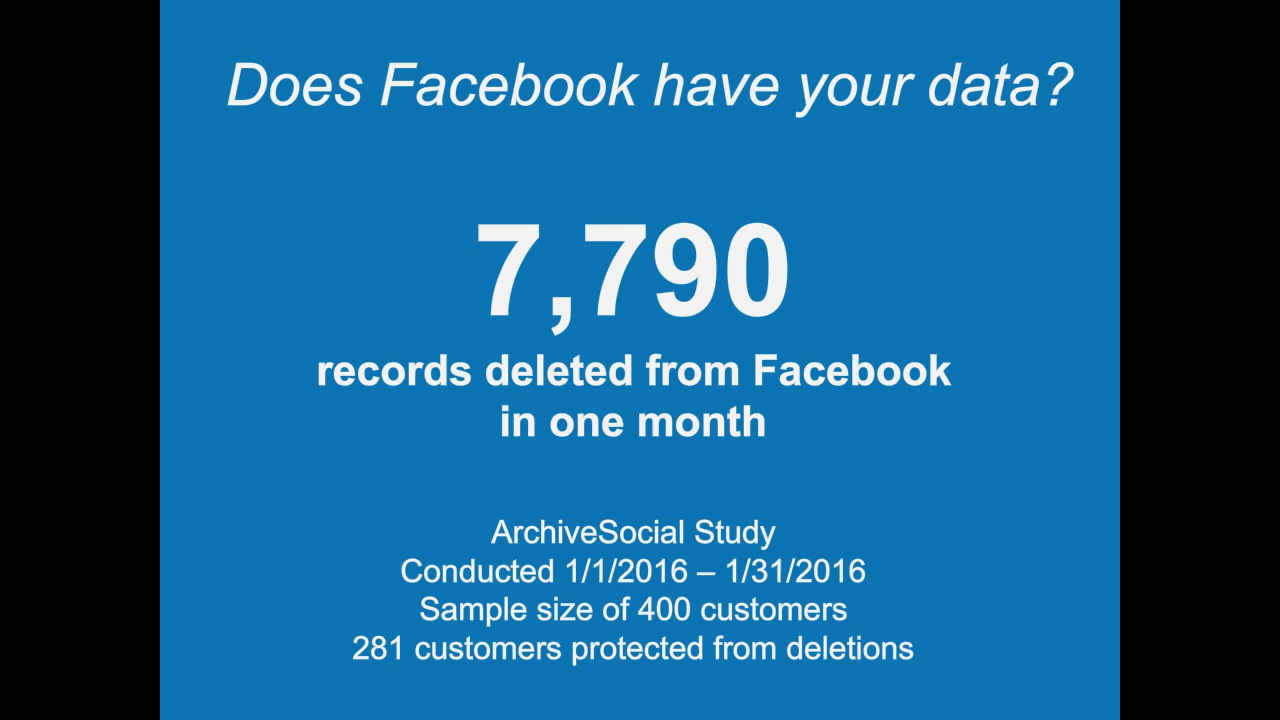 Does Facebook have your data?
7,790
records deleted from Facebook
in one month
ArchiveSocial Study
Conducted 1/1/2016 – 1/31/2016
Sample size of 400 customers
281 customers protected from deletions